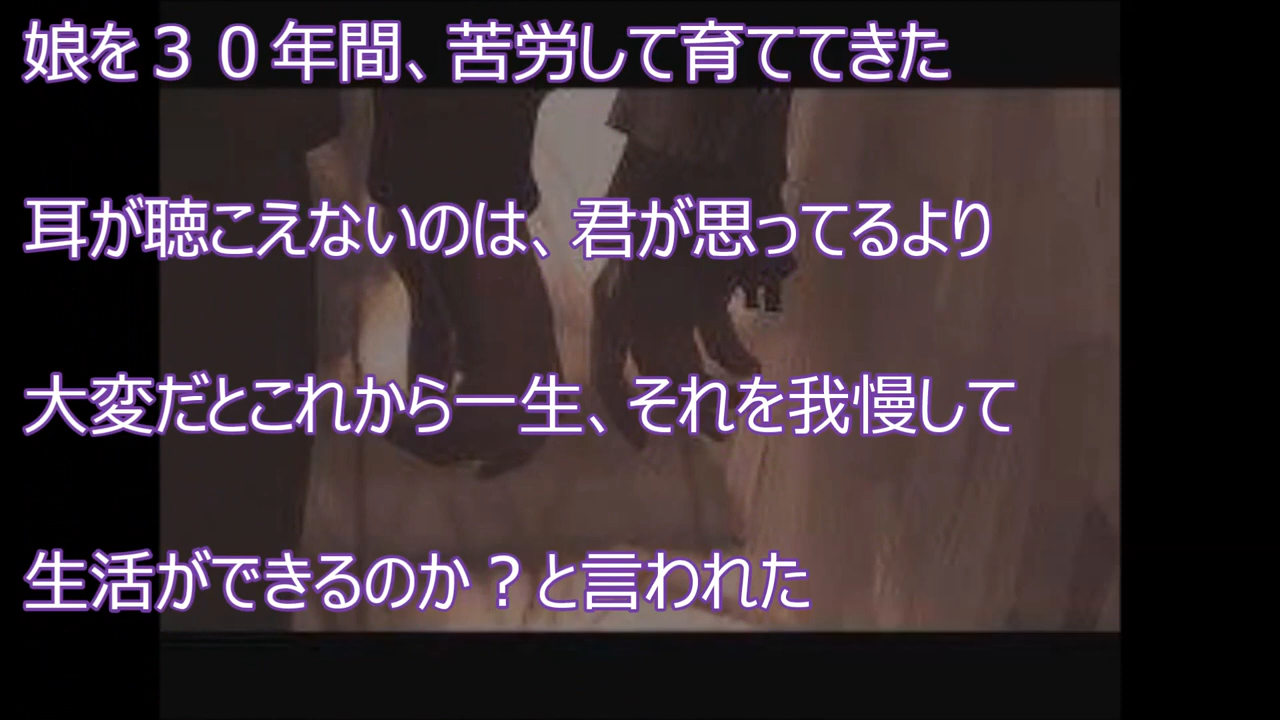 娘を３０年間、苦労して育ててきた
耳が聴こえないのは、君が思ってるより
大変だとこれから一生、それを我慢して
生活ができるのか？と言われた